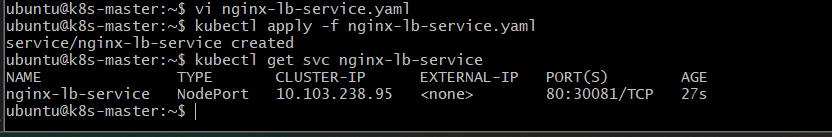 ubuntu@k8s-master:~$ vi nginx-lb-service.yaml
ubuntu@k8s-master:~$ kubectl apply -f nginx-lb-service.yaml
service/nginx-lb-service created
ubuntu@k8s-master:~$ kubectl get svc nginx-lb-service
NAME TYPE CLUSTER-IP EXTERNAL-IP PORT(S) AGE
nginx-lb-service NodePort 10.103.238.95 <none> 80:30081/TCP 27s
ubuntu@k8s-master:~$